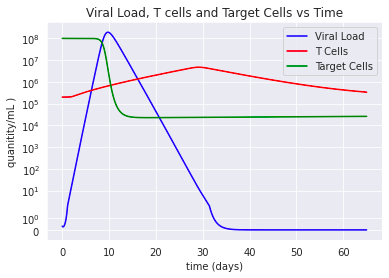 Viral Load, T cells and Target Cells vs Time
Viral Load
T Cells
Target Cells
10⁸
10⁷
10⁶
10⁵
10⁴
10²
10¹
10⁰
0
quanitity/mL )
0 10 20 30 40 50 60
time (days)